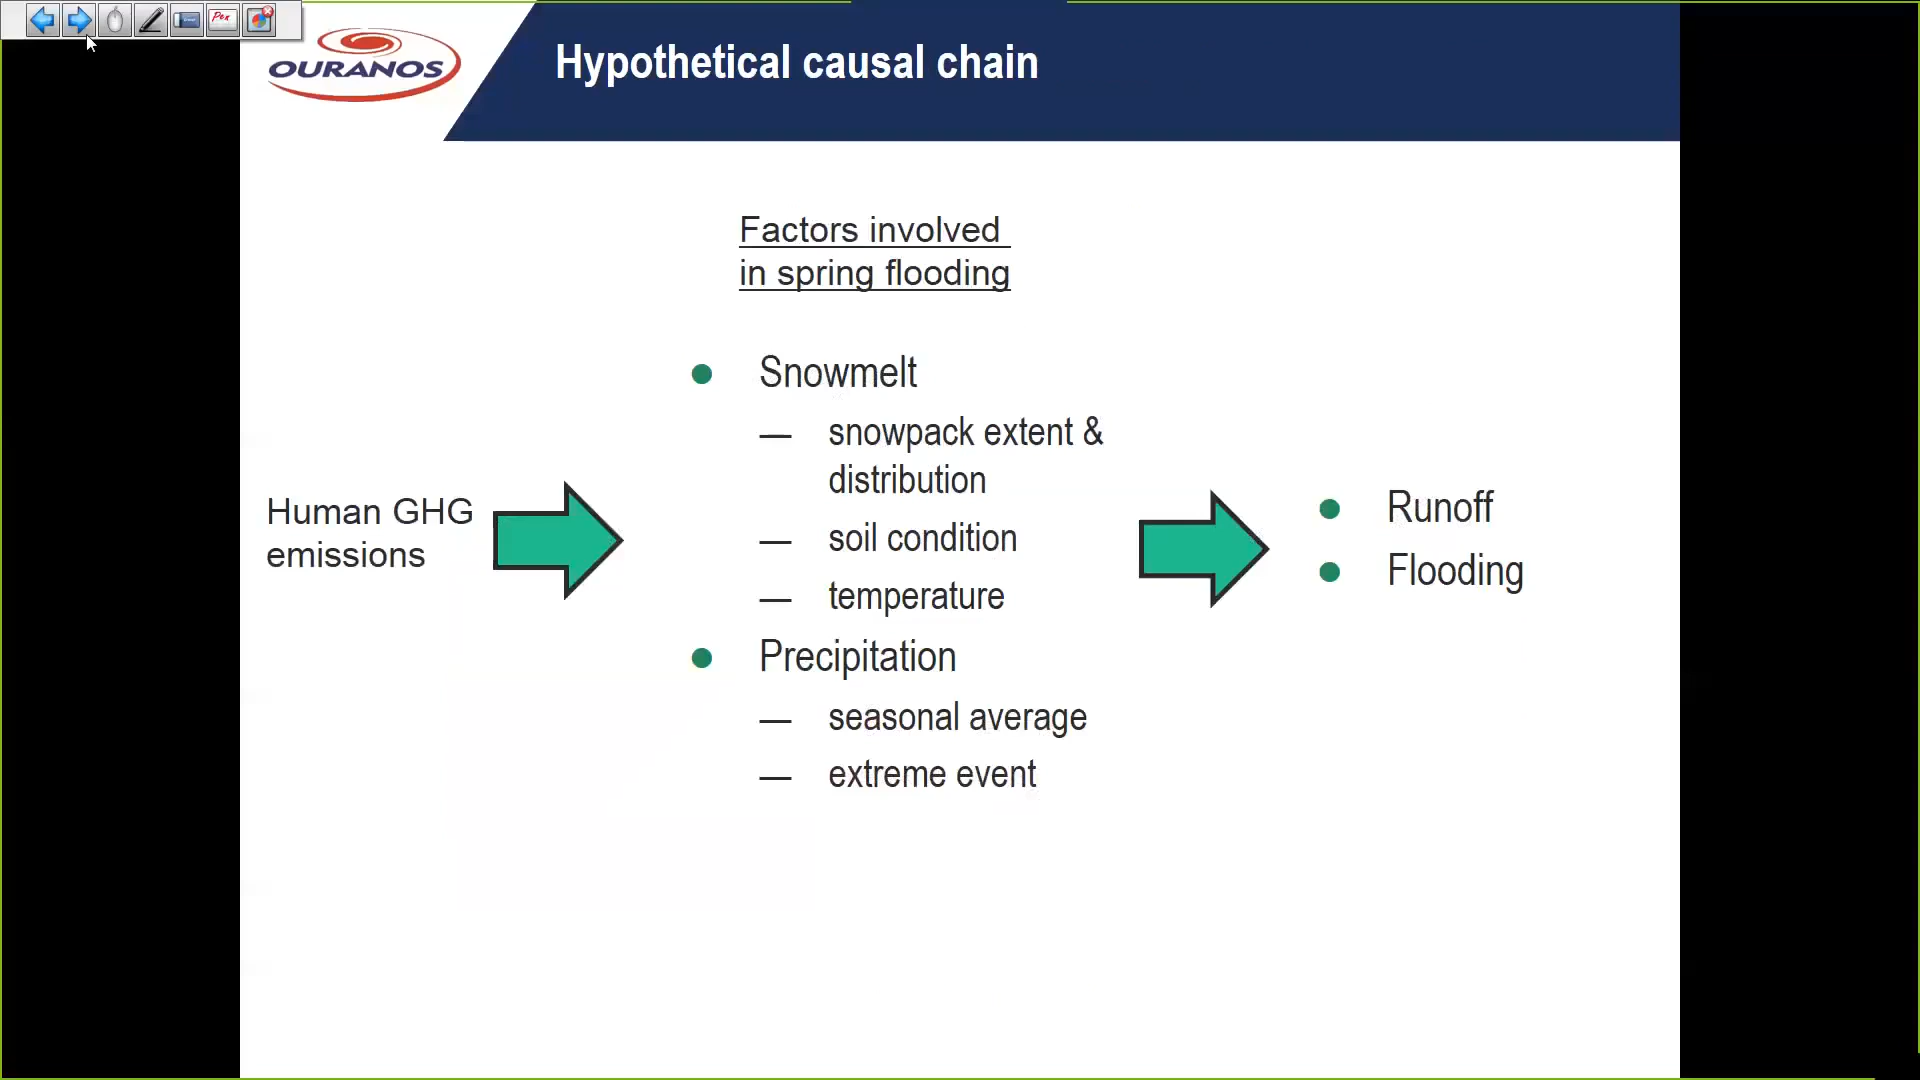 Pen
OURANOS
Hypothetical causal chain
Factors involved
in spring flooding
Human GHG
emissions
● Snowmelt
— snowpack extent &
distribution
— soil condition
— temperature
● Precipitation
— seasonal average
— extreme event
● Runoff
● Flooding